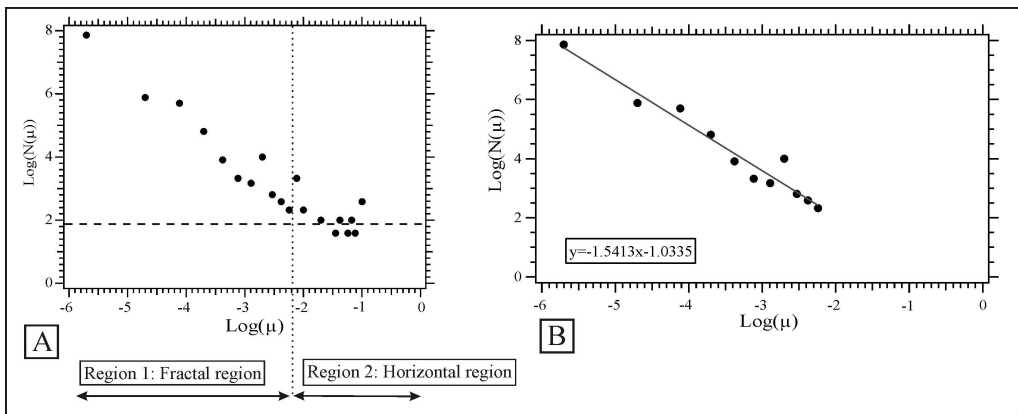 8
6
4
2
0
Log(N(μ))
-6
-5
-4
-3
-2
-1
0
Log(μ)
A
Region 1: Fractal region
Region 2: Horizontal region
8
6
4
2
0
Log(N(μ))
y=-1.5413x-1.0335
-6
-5
-4
-3
-2
-1
0
Log(μ)
B